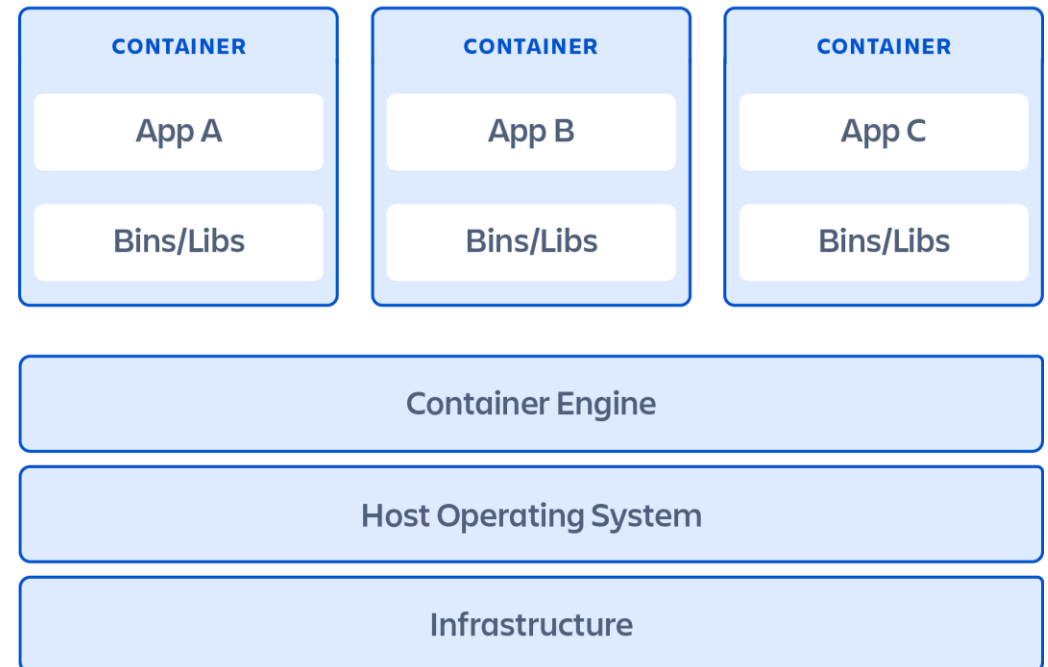 CONTAINER
CONTAINER
CONTAINER
App A
App B
App C
Bins/Libs
Bins/Libs
Bins/Libs
Container Engine
Host Operating System
Infrastructure